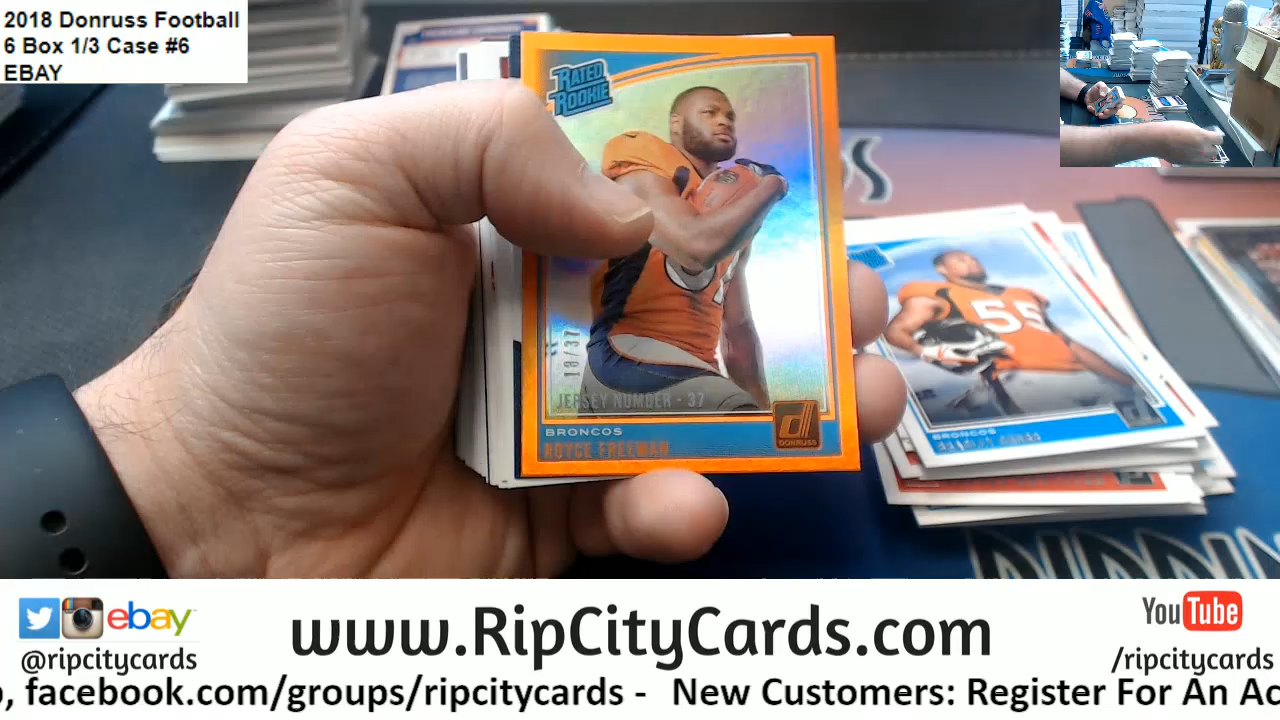 2018 Donruss Football
6 Box 1/3 Case #6
EBAY
RATED
ROOKIE
18/37
JERSEY NUMBER • 37
BRONCOS
ROYCE FREEMAN
DONRUSS
55
BRONCOS
ebay
@ripcitycards
www.RipCityCards.com
YouTube
/ripcitycards
, facebook.com/groups/ripcitycards - New Customers: Register For An Ac